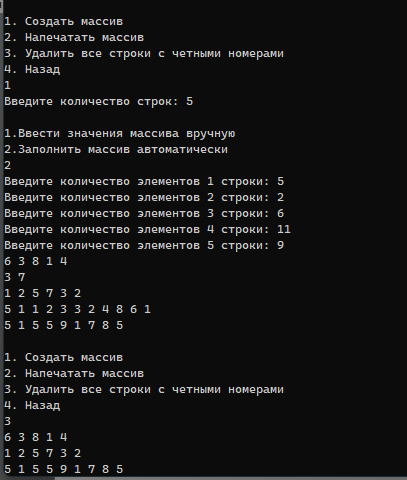 1. Создать массив
2. Напечатать массив
3. Удалить все строки с четными номерами
4. Назад
1
Введите количество строк: 5
1.Ввести значения массива вручную
2.Заполнить массив автоматически
2
Введите количество элементов 1 строки: 5
Введите количество элементов 2 строки: 2
Введите количество элементов 3 строки: 6
Введите количество элементов 4 строки: 11
Введите количество элементов 5 строки: 9
6 3 8 1 4
3 7
1 2 5 7 3 2
5 1 1 2 3 3 2 4 8 6 1
5 1 5 5 9 1 7 8 5
1. Создать массив
2. Напечатать массив
3. Удалить все строки с четными номерами
4. Назад
3
6 3 8 1 4
1 2 5 7 3 2
5 1 5 5 9 1 7 8 5